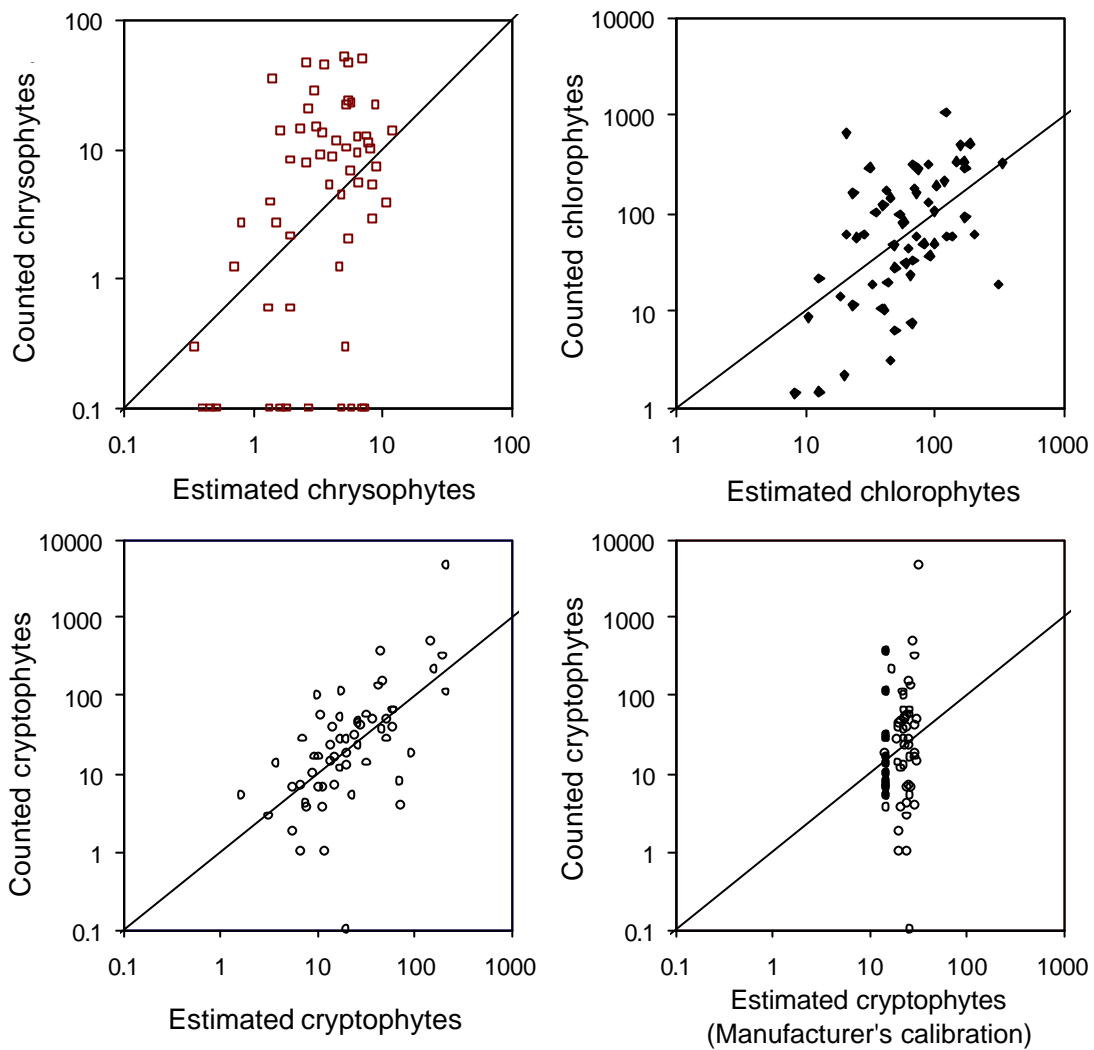 100
10
1
0.1
Counted chrysophytes
0.1 1 10 100
Estimated chrysophytes
10000
1000
100
10
1
Counted chlorophytes
1 10 100 1000
Estimated chlorophytes
10000
1000
100
10
1
0.1
Counted cryptophytes
0.1 1 10 100 1000
Estimated cryptophytes
10000
1000
100
10
1
0.1
Counted cryptophytes
0.1 1 10 100 1000
Estimated cryptophytes
(Manufacturer's calibration)